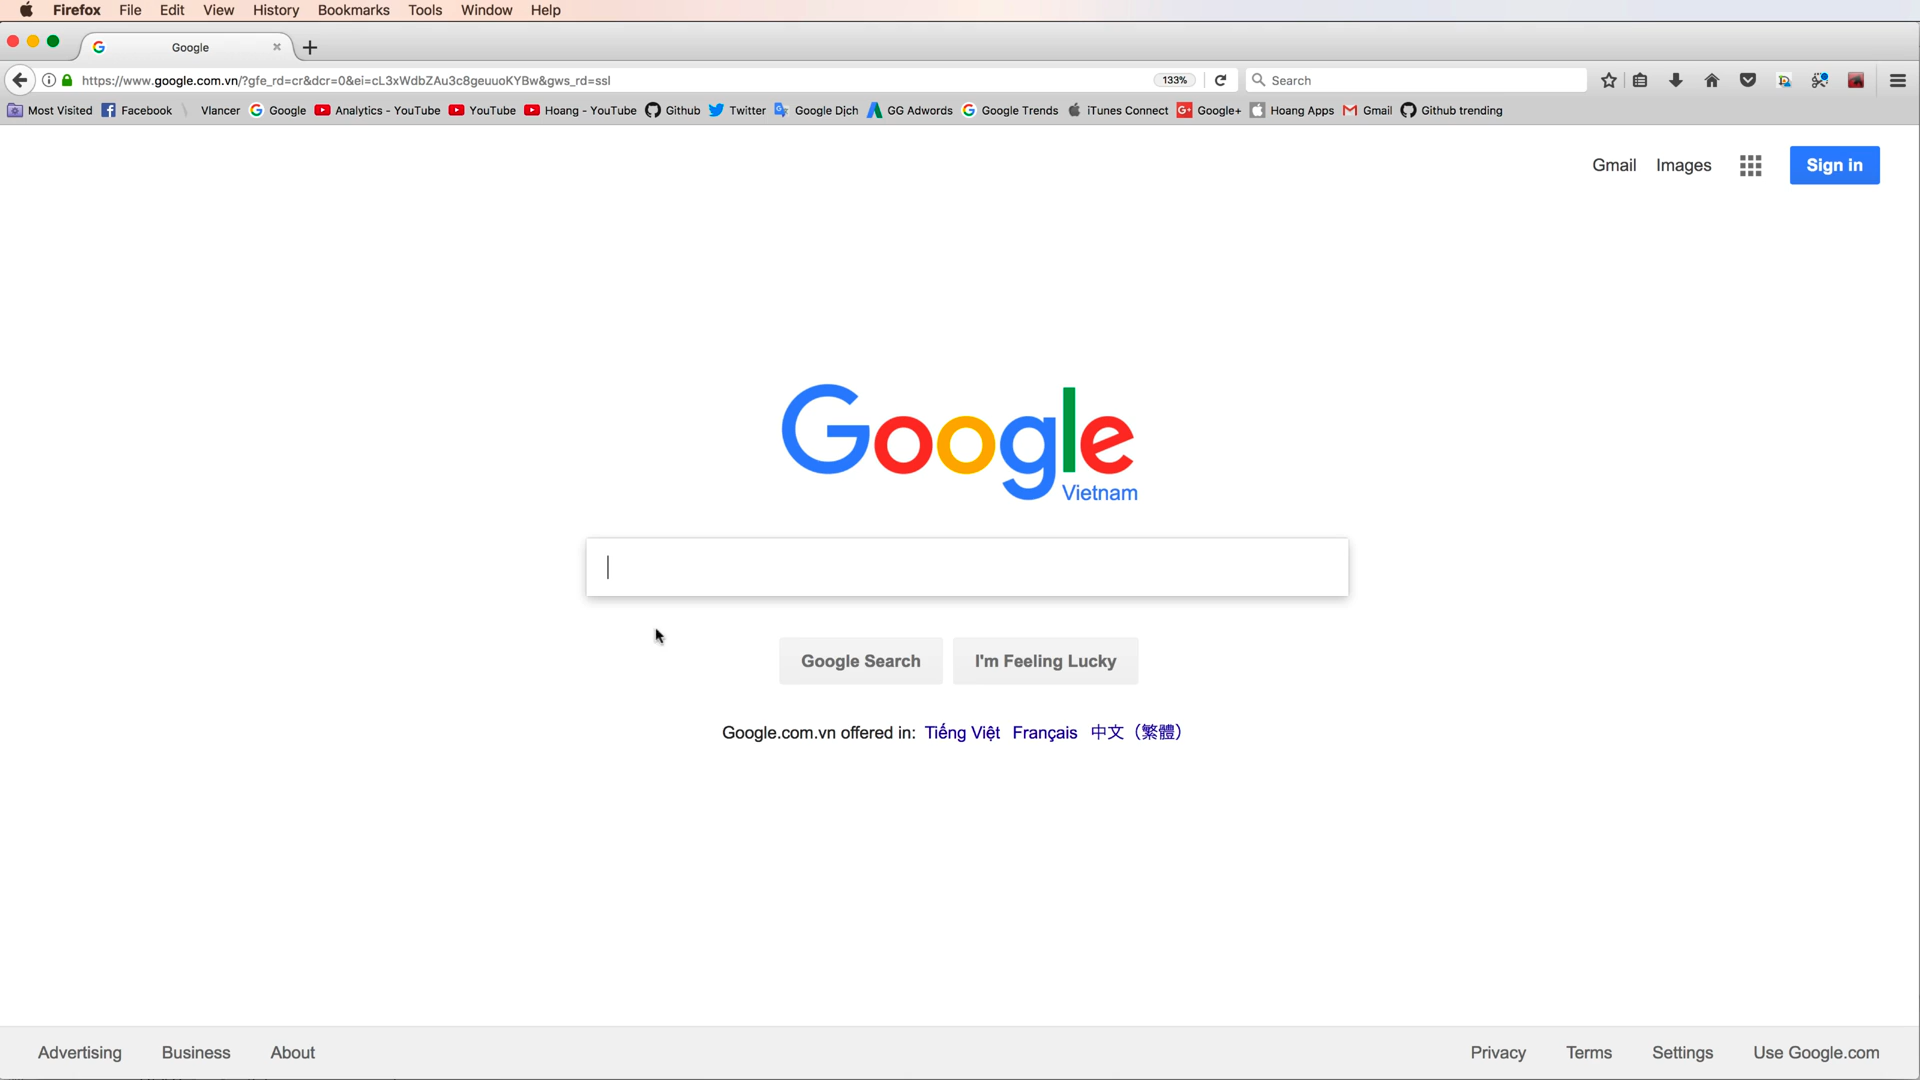 Firefox File Edit View History Bookmarks Tools Window Help
Google
https://www.google.com.vn/?gfe_rd=cr&dcr=0&ei=cL3xWdbZAu3c8geuuoKYBw&gws_rd=ssl 133% Search
Most Visited Facebook Vlancer Google Analytics - YouTube YouTube Hoang - YouTube Github Twitter Google Dịch GG Adwords Google Trends iTunes Connect Google+ Hoang Apps Gmail Github trending
Gmail Images Sign in
Google
Vietnam
Google Search I'm Feeling Lucky
Google.com.vn offered in: Tiếng Việt Français 中文（繁體）
Advertising Business About Privacy Terms Settings Use Google.com